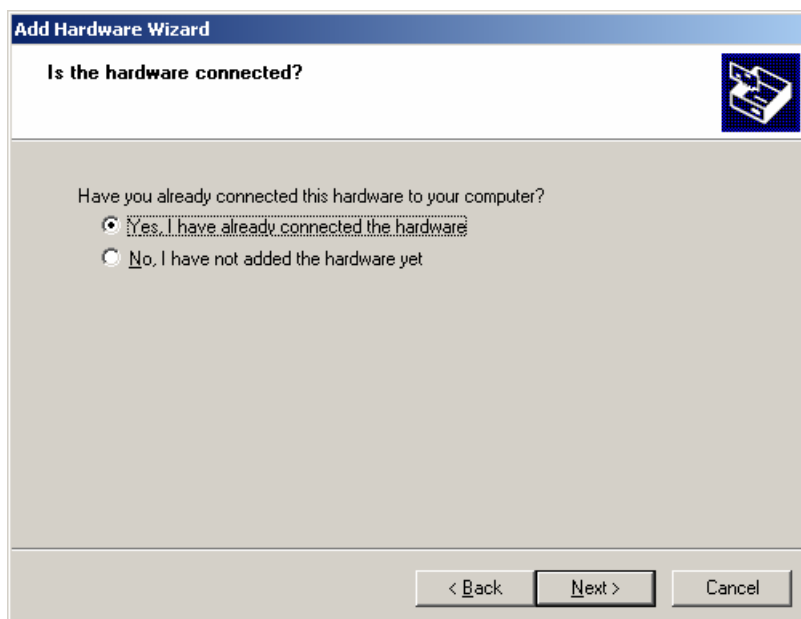 Add Hardware Wizard
Is the hardware connected?
Have you already connected this hardware to your computer?
Yes, I have already connected the hardware
No, I have not added the hardware yet
< Back Next > Cancel